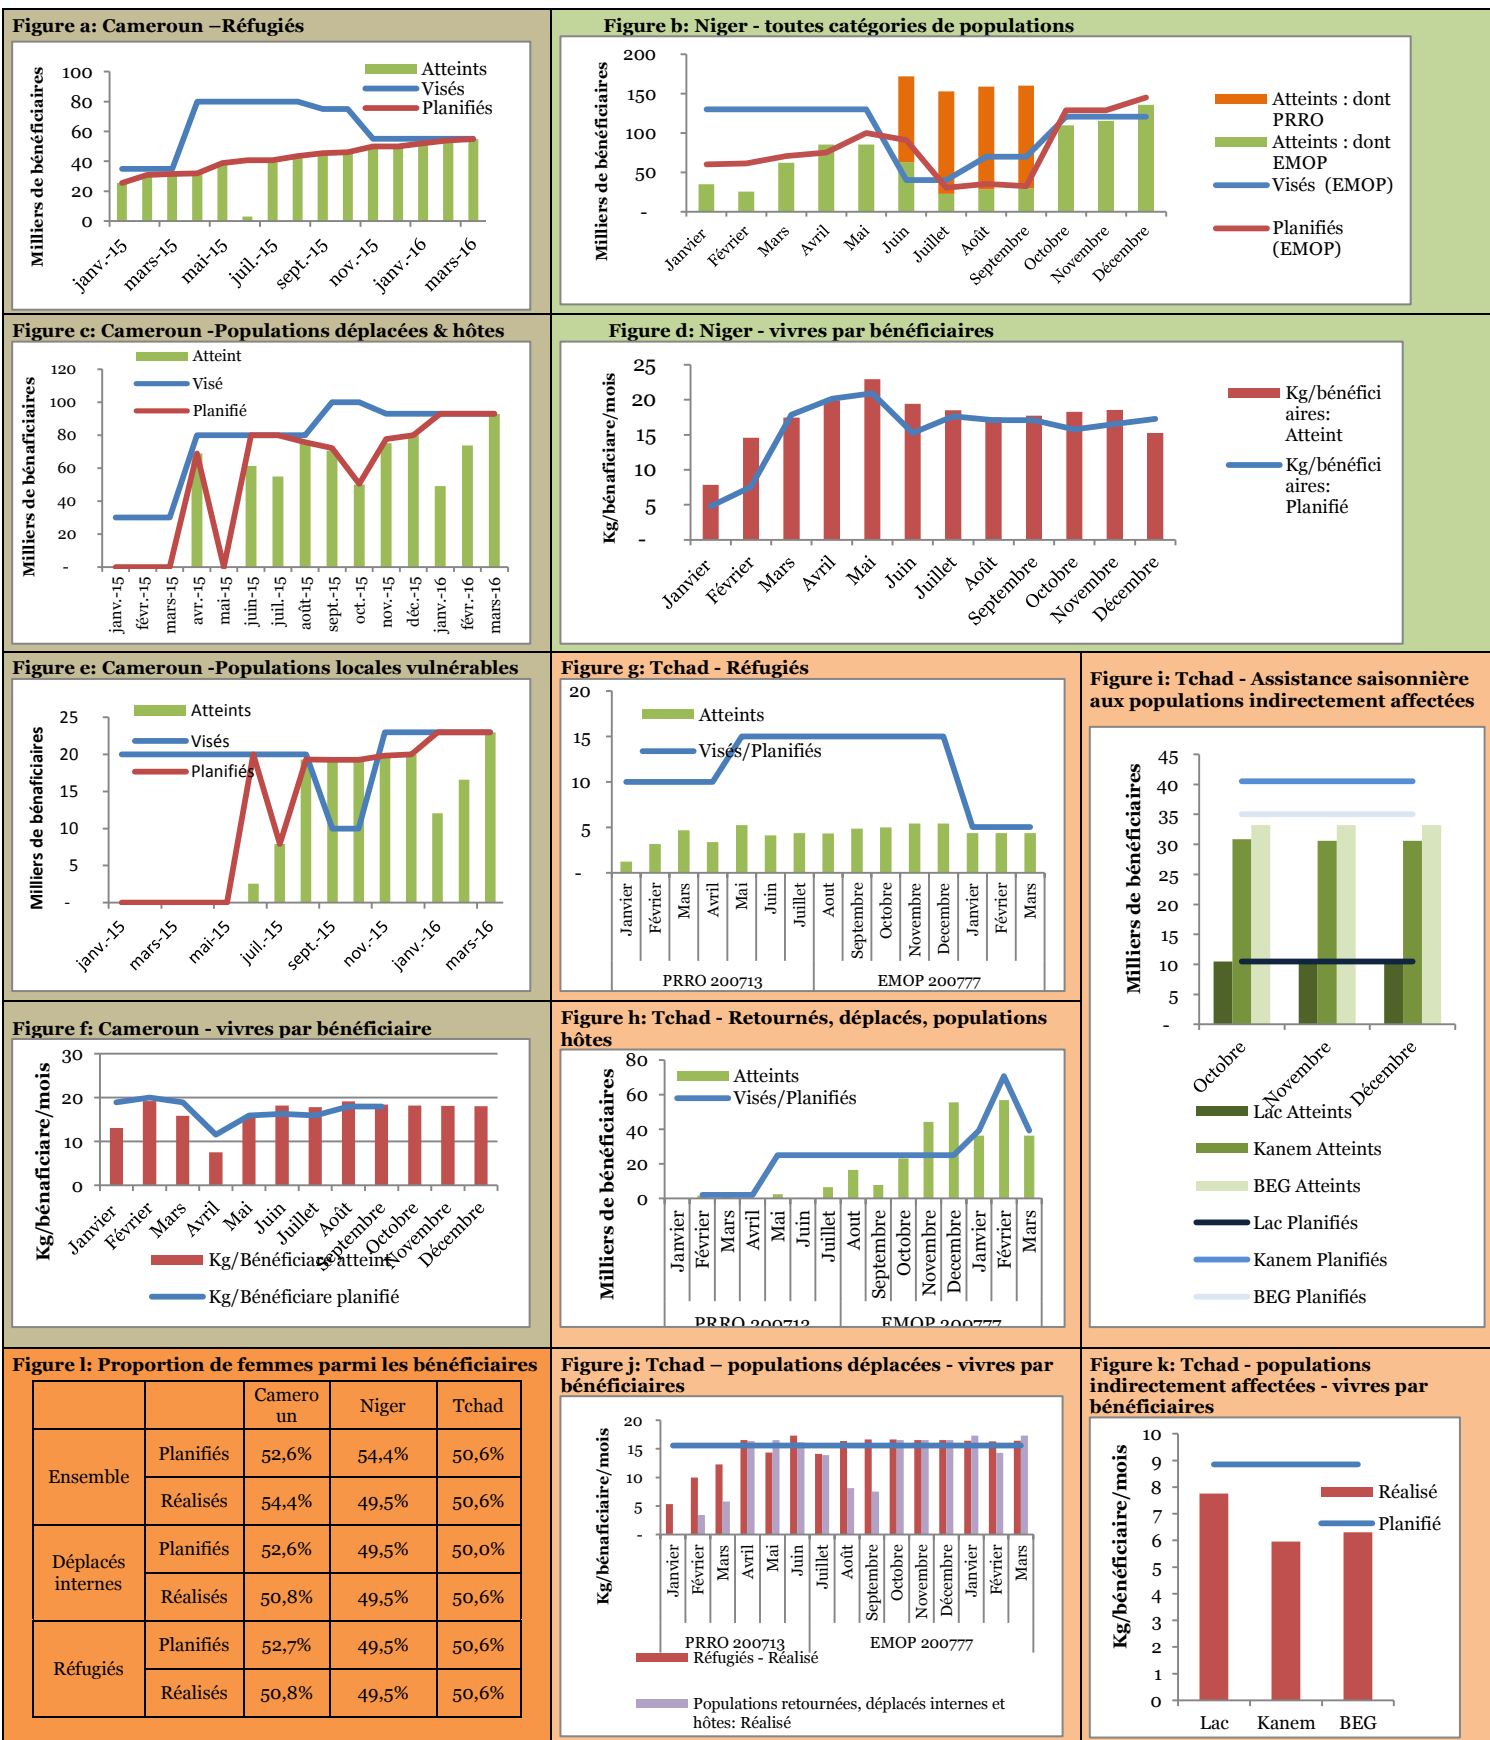 Figure a: Cameroun –Réfugiés
Milliers de bénéficiaires
100
80
60
40
20
0
Atteints
Visés
Planifiés
janv.-15
mars-15
mai-15
juil.-15
sept.-15
nov.-15
janv.-16
mars-16
Figure b: Niger - toutes catégories de populations
Milliers de bénéficiaires
200
150
100
50
-
Janvier
Février
Mars
Avril
Mai
Juin
Juillet
Août
Septembre
Octobre
Novembre
Décembre
Atteints : dont
PRRO
Atteints : dont
EMOP
Visés (EMOP)
Planifiés
(EMOP)
Figure c: Cameroun -Populations déplacées & hôtes
Milliers de bénaficiaires
120
100
80
60
40
20
-
Atteint
Visé
Planifié
janv.-15
févr.-15
mars-15
avr.-15
mai-15
juin-15
juil.-15
août-15
sept.-15
oct.-15
nov.-15
déc.-15
janv.-16
févr.-16
mars-16
Figure d: Niger - vivres par bénéficiaires
Kg/bénaficiare/mois
25
20
15
10
5
-
Janvier
Février
Mars
Avril
Mai
Juin
Juillet
Août
Septembre
Octobre
Novembre
Décembre
Kg/bénéfici
aires:
Atteint
Kg/bénéfici
aires:
Planifié
Figure e: Cameroun -Populations locales vulnérables
Milliers de bénaficiaires
25
20
15
10
5
-
Atteints
Visés
Planifiés
janv.-15
mars-15
mai-15
juil.-15
sept.-15
nov.-15
janv.-16
mars-16
Figure g: Tchad - Réfugiés
20
15
10
5
-
Atteints
Visés/Planifiés
Janvier
Février
Mars
Avril
Mai
Juin
Juillet
Aout
Septembre
Octobre
Novembre
Decembre
Janvier
Février
Mars
PRRO 200713
EMOP 200777
Figure i: Tchad - Assistance saisonnière
aux populations indirectement affectées
Milliers de bénéficiaires
45
40
35
30
25
20
15
10
5
-
Octobre
Novembre
Décembre
Lac Atteints
Kanem Atteints
BEG Atteints
Lac Planifiés
Kanem Planifiés
BEG Planifiés
Figure f: Cameroun - vivres par bénéficiaire
Kg/bénaficiare/mois
30
20
10
0
Janvier
Février
Mars
Avril
Mai
Juin
Juillet
Août
Septembre
Octobre
Novembre
Décembre
Kg/Bénéficiare atteint
Kg/Bénéficiare planifié
Figure h: Tchad - Retournés, déplacés, populations
hôtes
Milliers de bénéficiaires
80
60
40
20
0
Atteints
Visés/Planifiés
Janvier
Février
Mars
Avril
Mai
Juin
Juillet
Aout
Septembre
Octobre
Novembre
Decembre
Janvier
Février
Mars
PRRO 200713
EMOP 200777
Figure l: Proportion de femmes parmi les bénéficiaires
Camero
un
Niger
Tchad
Ensemble
Planifiés 52,6% 54,4% 50,6%
Réalisés 54,4% 49,5% 50,6%
Déplacés
internes
Planifiés 52,6% 49,5% 50,0%
Réalisés 50,8% 49,5% 50,6%
Réfugiés
Planifiés 52,7% 49,5% 50,6%
Réalisés 50,8% 49,5% 50,6%
Figure j: Tchad – populations déplacées - vivres par
bénéficiaires
Kg/bénaficiaire/mois
20
15
10
5
-
Janvier
Février
Mars
Avril
Mai
Juin
Juillet
Août
Septembre
Octobre
Novembre
Décembre
Janvier
Février
Mars
PRRO 200713
EMOP 200777
Réfugiés - Réalisé
Populations retournées, déplacés internes et
hôtes: Réalisé
Figure k: Tchad - populations
indirectement affectées - vivres par
bénéficiaires
Kg/bénéficiaire/mois
10
9
8
7
6
5
4
3
2
1
0
Réalisé
Planifié
Lac
Kanem
BEG